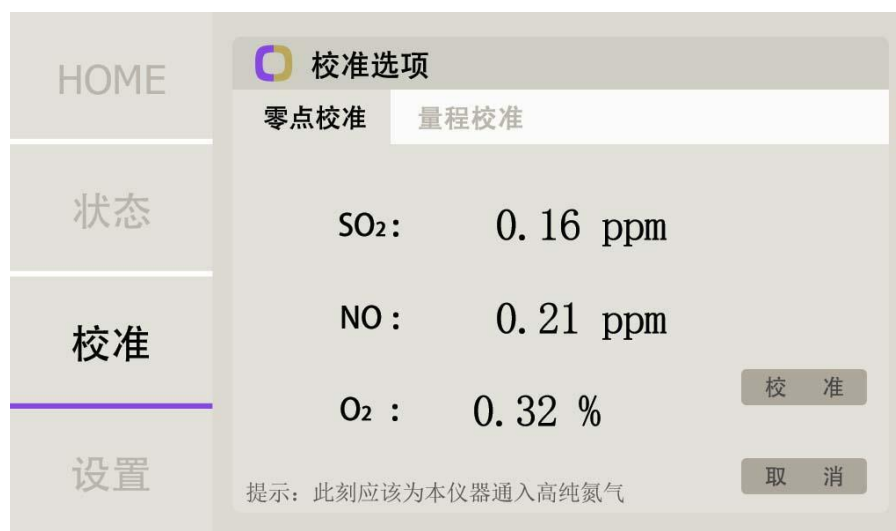 HOME
状态
校准
设置
校准选项
零点校准 量程校准
SO₂: 0.16 ppm
NO: 0.21 ppm
O₂: 0.32 %
校 准
提示：此刻应该为本仪器通入高纯氮气
取 消